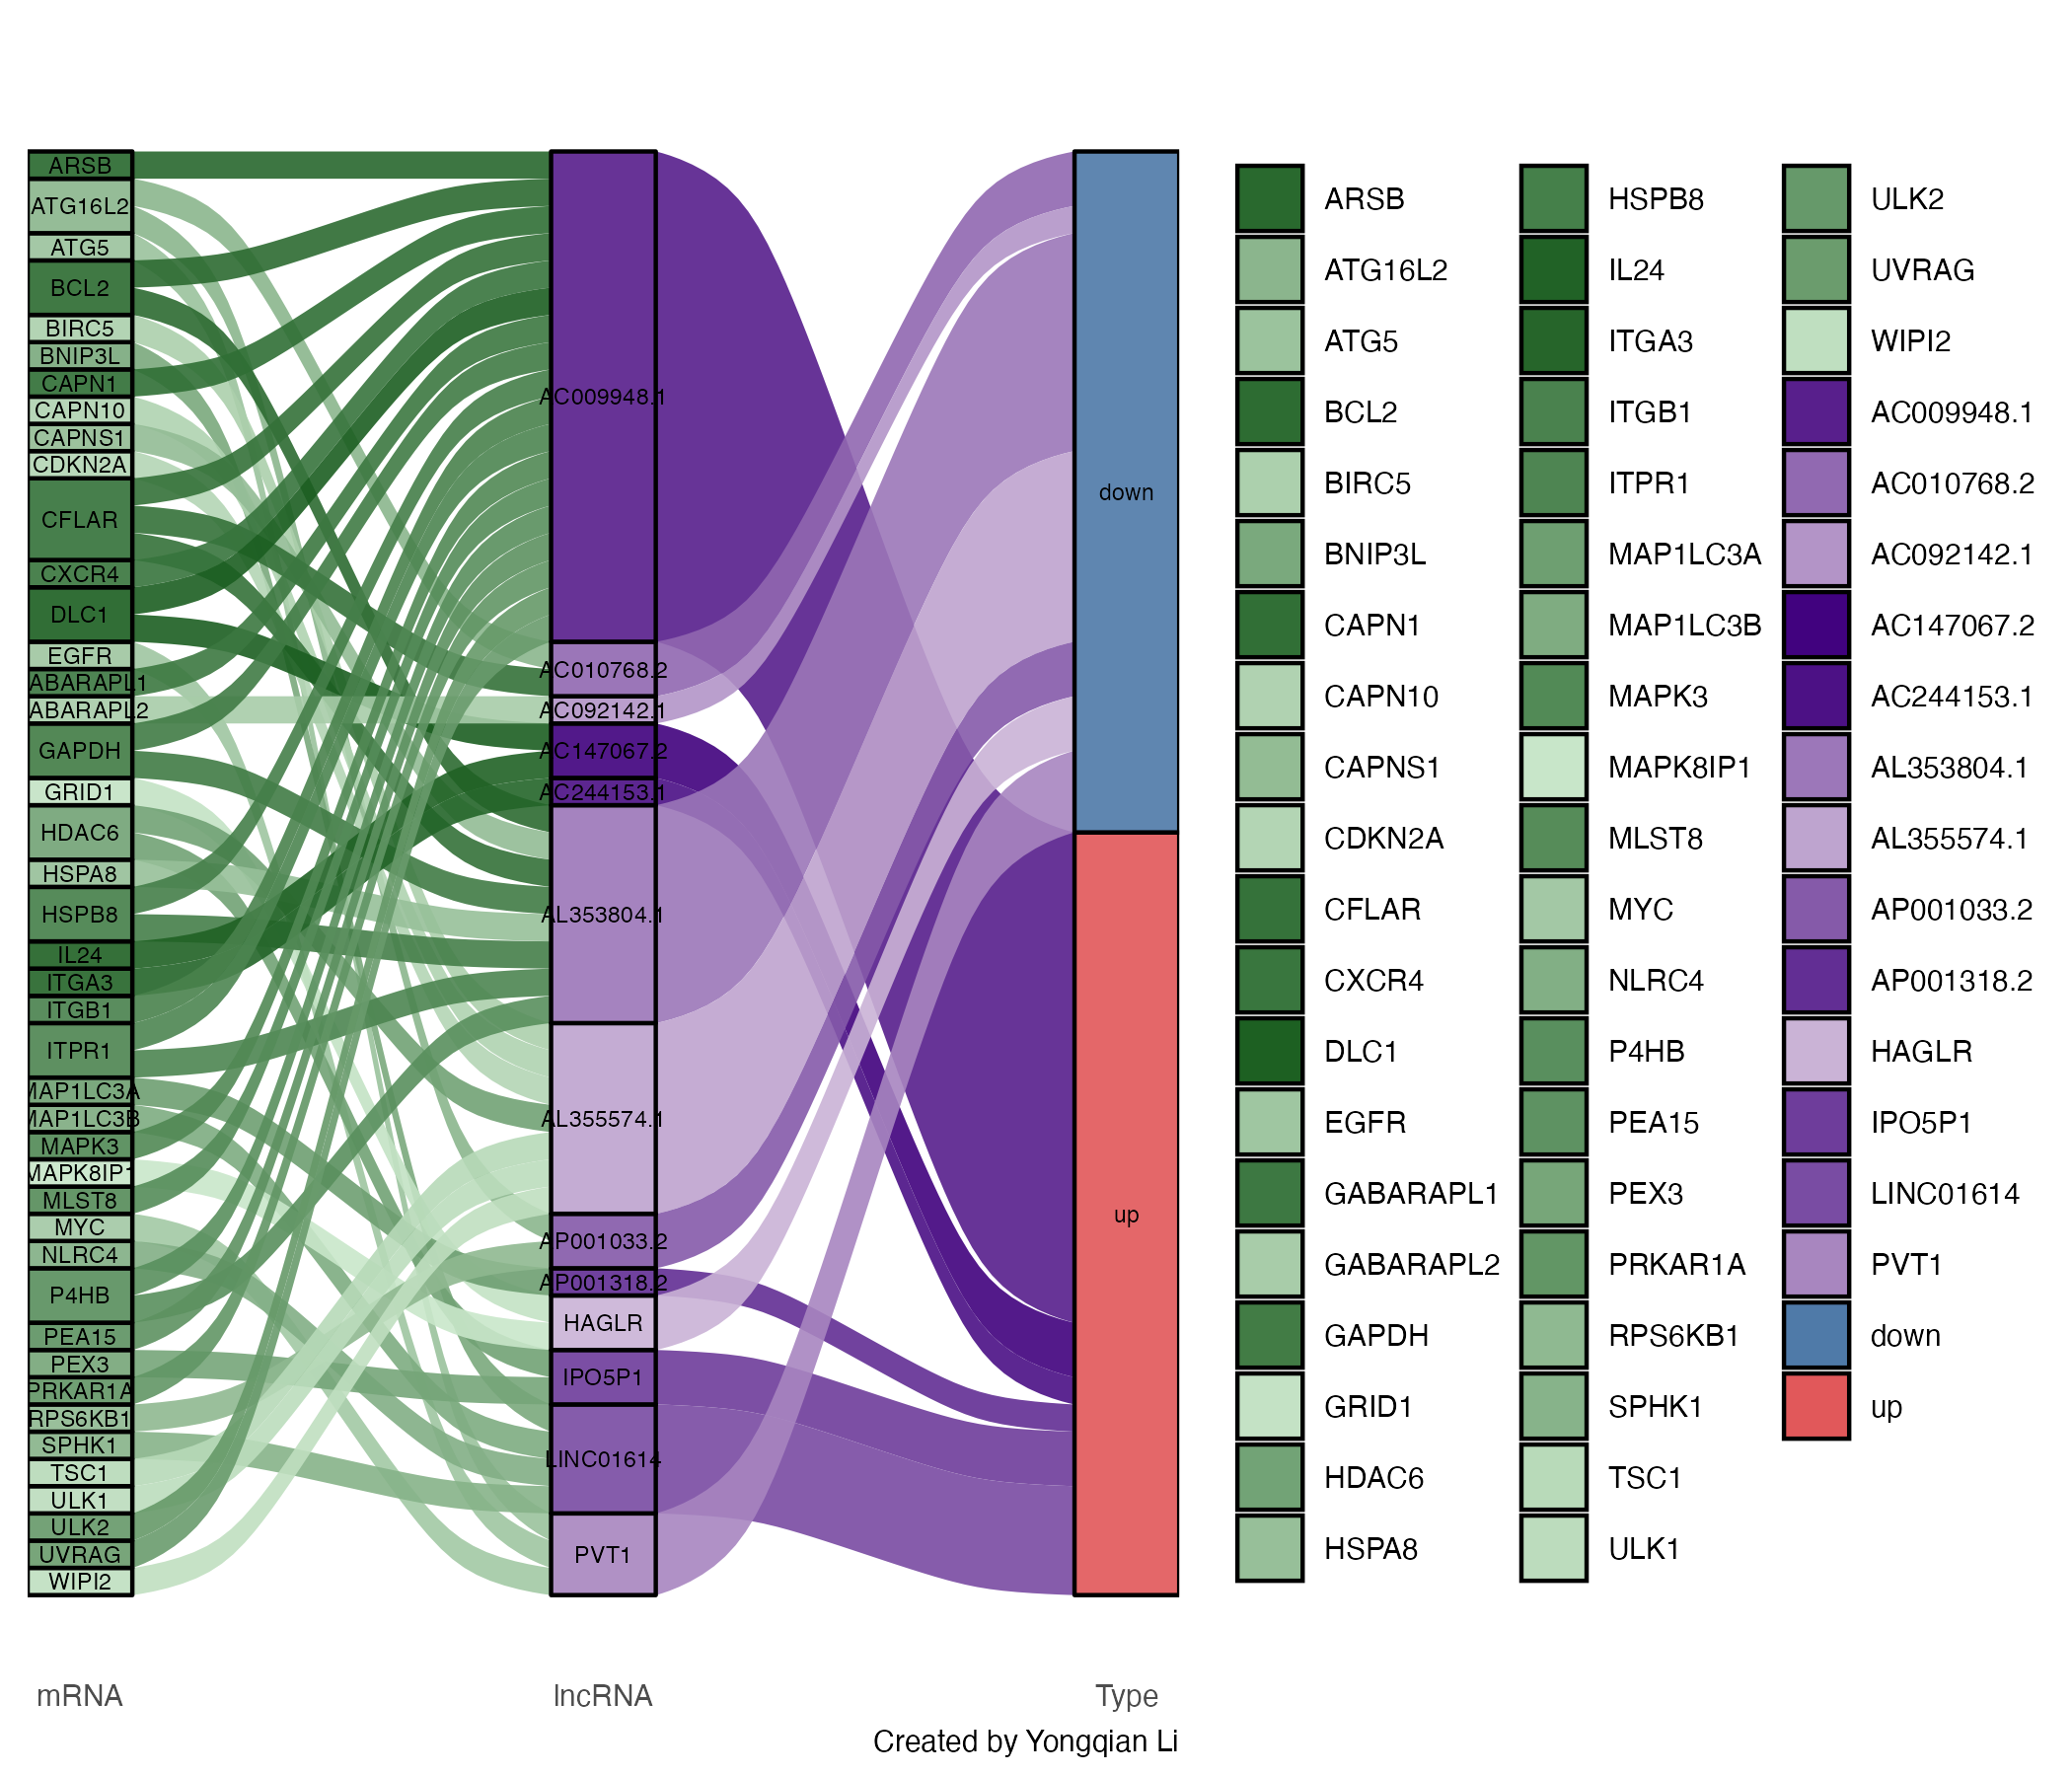 ARSB
ATG16L2
ATG5
BCL2
BIRC5
BNIP3L
CAPN1
CAPN10
CAPNS1
CDKN2A
CFLAR
CXCR4
DLC1
EGFR
ABARAPL1
ABARAPL2
GAPDH
GRID1
HDAC6
HSPA8
HSPB8
IL24
ITGA3
ITGB1
ITPR1
MAP1LC3A
MAP1LC3B
MAPK3
MAPK8IP1
MLST8
MYC
NLRC4
P4HB
PEA15
PEX3
PRKAR1A
RPS6KB1
SPHK1
TSC1
ULK1
ULK2
UVRAG
WIPI2
AC009948.1
AC010768.2
AC092142.1
AC147067.2
AC244153.1
AL353804.1
AL355574.1
AP001033.2
AP001318.2
HAGLR
IPO5P1
LINC01614
PVT1
down
up
ARSB
ATG16L2
ATG5
BCL2
BIRC5
BNIP3L
CAPN1
CAPN10
CAPNS1
CDKN2A
CFLAR
CXCR4
DLC1
EGFR
GABARAPL1
GABARAPL2
GAPDH
GRID1
HDAC6
HSPA8
HSPB8
IL24
ITGA3
ITGB1
ITPR1
MAP1LC3A
MAP1LC3B
MAPK3
MAPK8IP1
MLST8
MYC
NLRC4
P4HB
PEA15
PEX3
PRKAR1A
RPS6KB1
SPHK1
TSC1
ULK1
ULK2
UVRAG
WIPI2
AC009948.1
AC010768.2
AC092142.1
AC147067.2
AC244153.1
AL353804.1
AL355574.1
AP001033.2
AP001318.2
HAGLR
IPO5P1
LINC01614
PVT1
down
up
mRNA
lncRNA
Type
Created by Yongqian Li